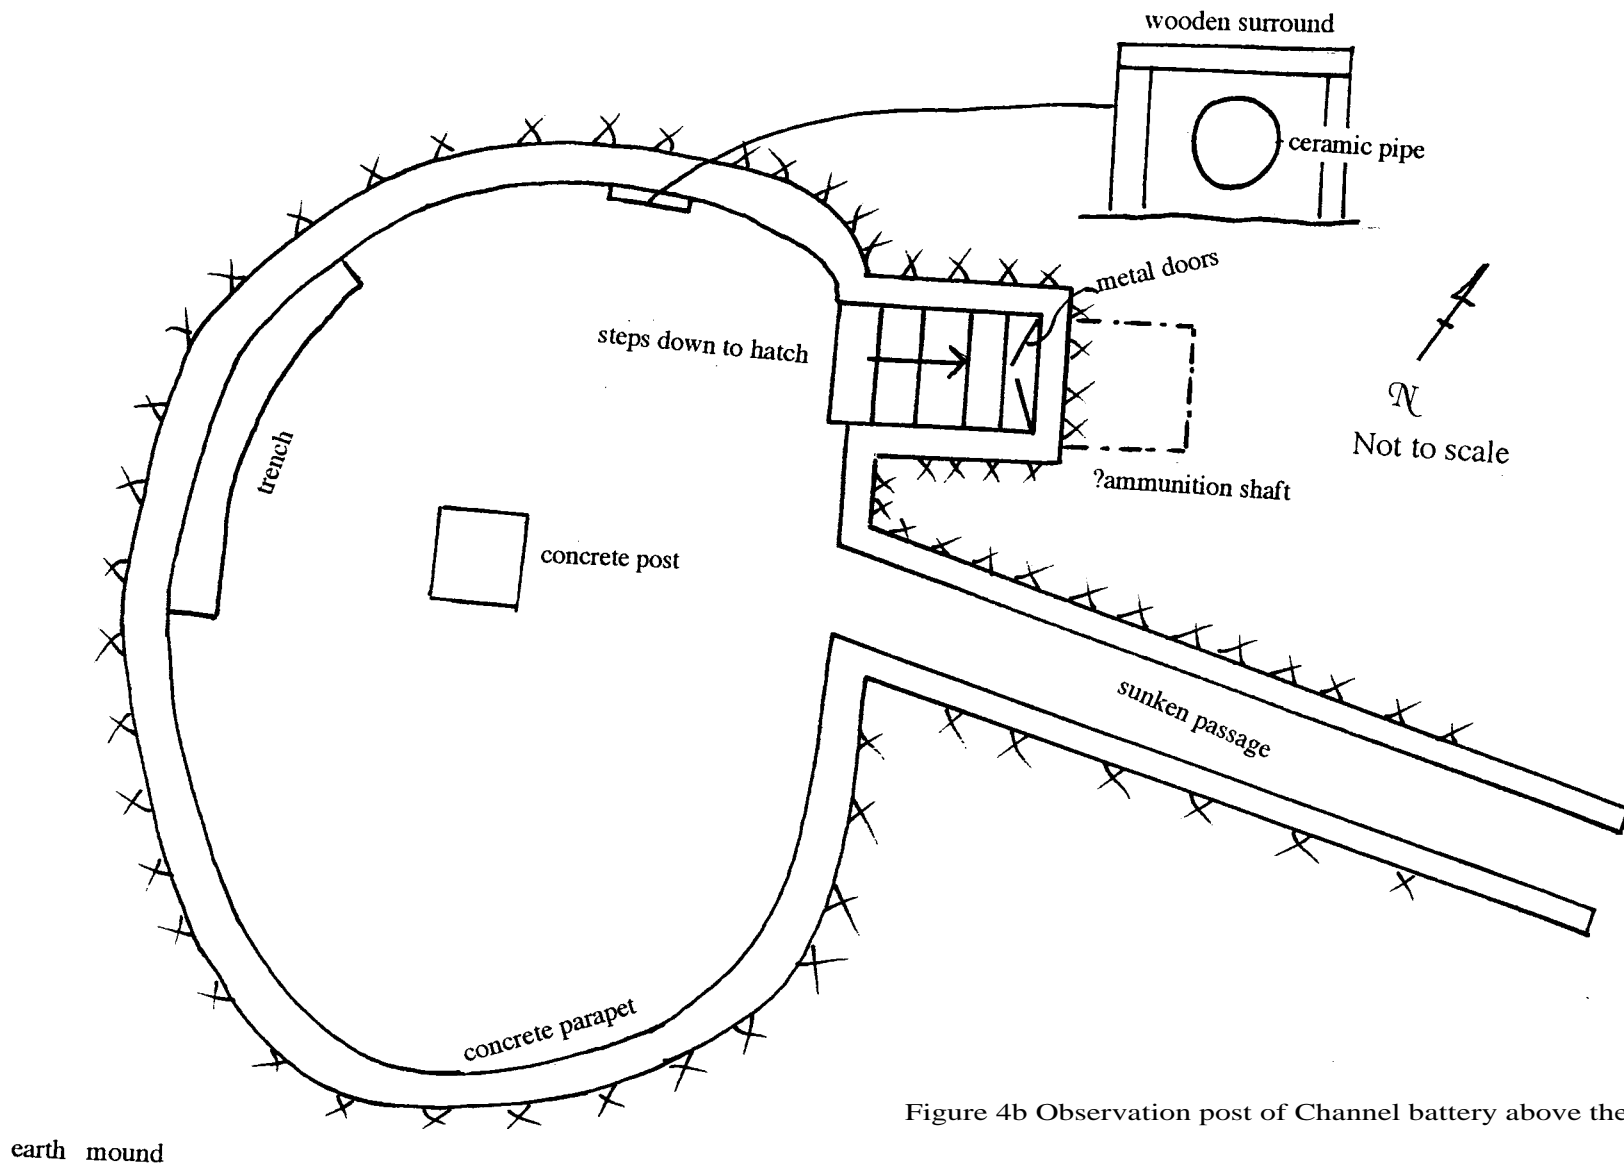 wooden surround
ceramic pipe
metal doors
steps down to hatch
N
Not to scale
?ammunition shaft
trench
concrete post
sunken passage
concrete parapet
Figure 4b Observation post of Channel battery above the
earth mound